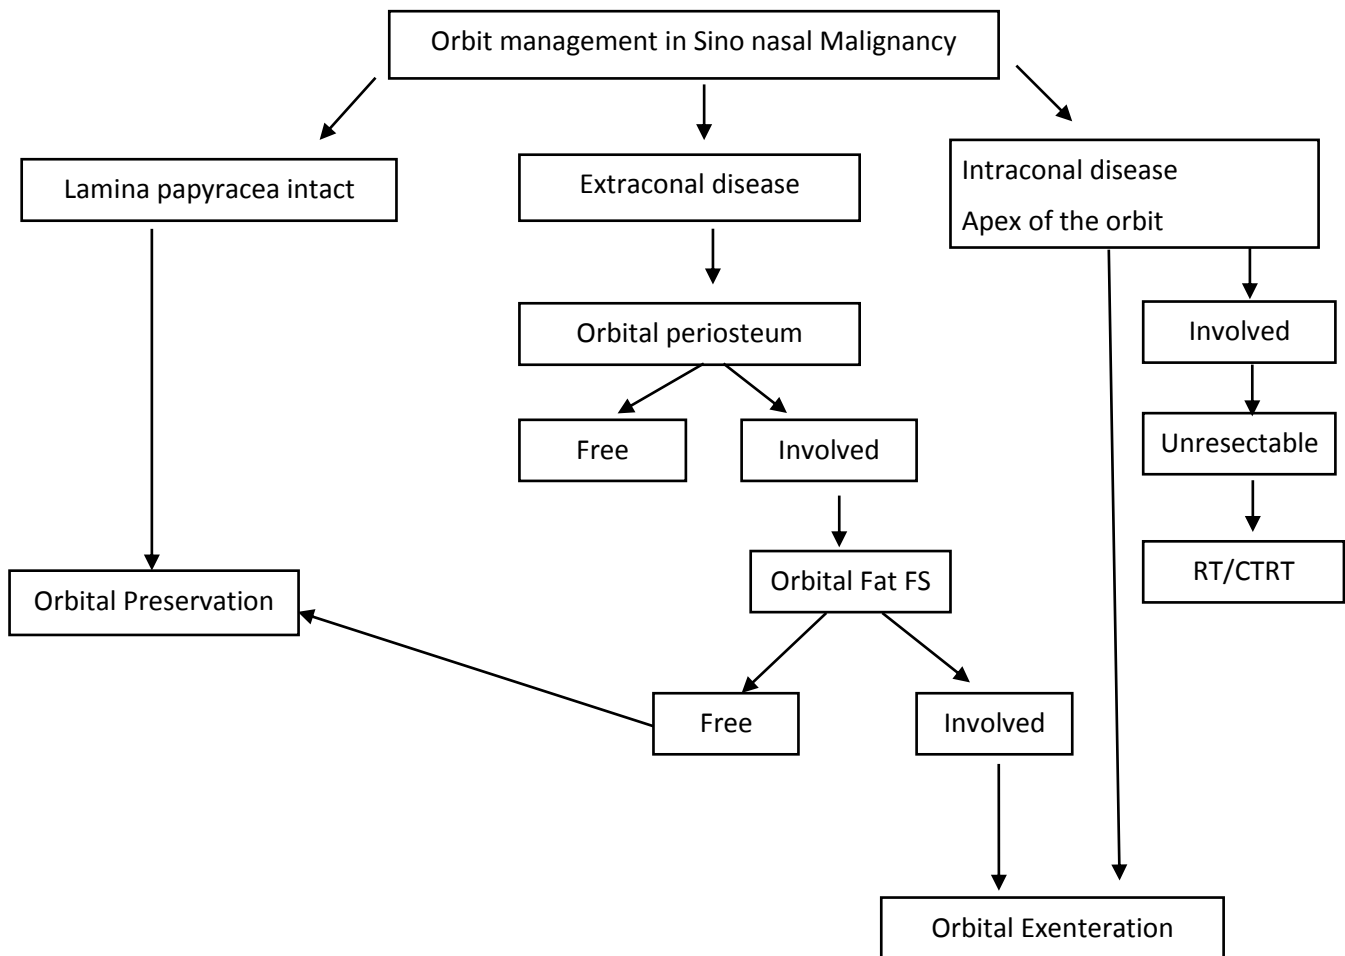 Orbit management in Sino nasal Malignancy
Lamina papyracea intact
Extraconal disease
Intraconal disease
Apex of the orbit
Orbital periosteum
Involved
Free
Involved
Unresectable
Orbital Fat FS
RT/CTRT
Orbital Preservation
Free
Involved
Orbital Exenteration